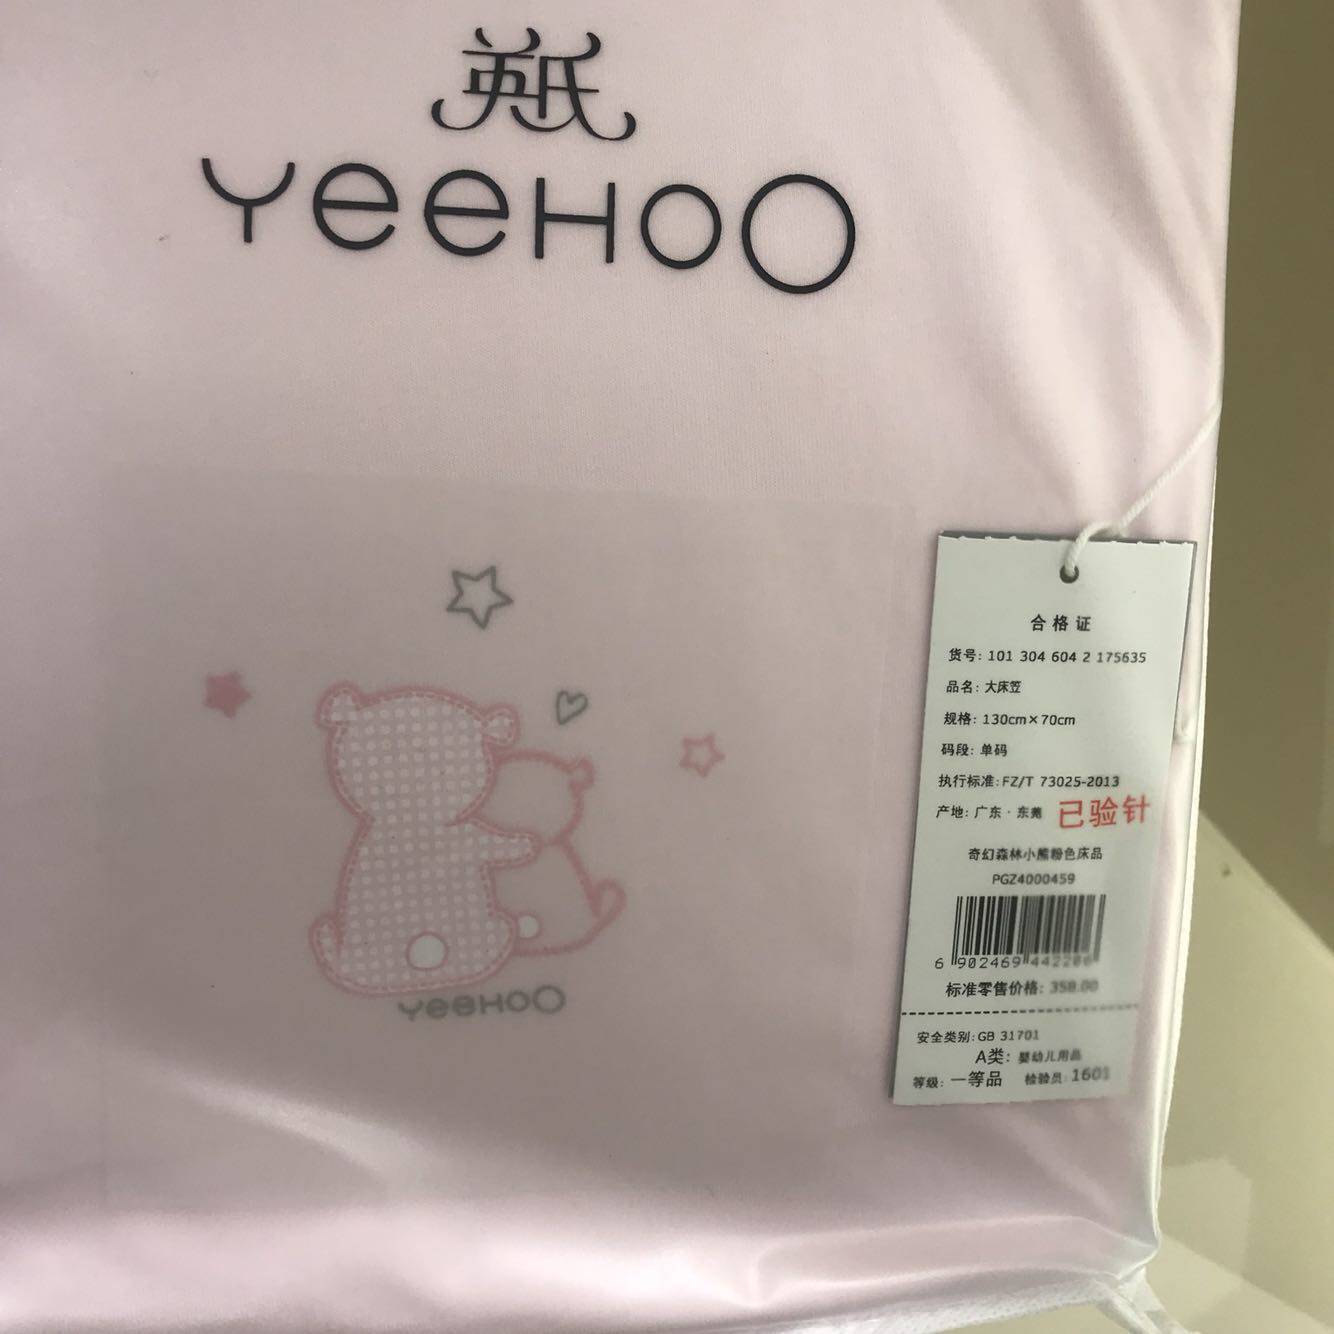 英氏
YeeHoO
YeeHoO
合格证
货号: 101 304 604 2 175635
品名: 大床笠
规格: 130cm×70cm
码段: 单码
执行标准: FZ/T 73025-2013
产地: 广东·东莞 已验针
奇幻森林小熊粉色床品
PGZ4000459
6 902469 442206
标准零售价格: 358.00
安全类别: GB 31701
A类: 婴幼儿用品
等级: 一等品 检验员: 1601